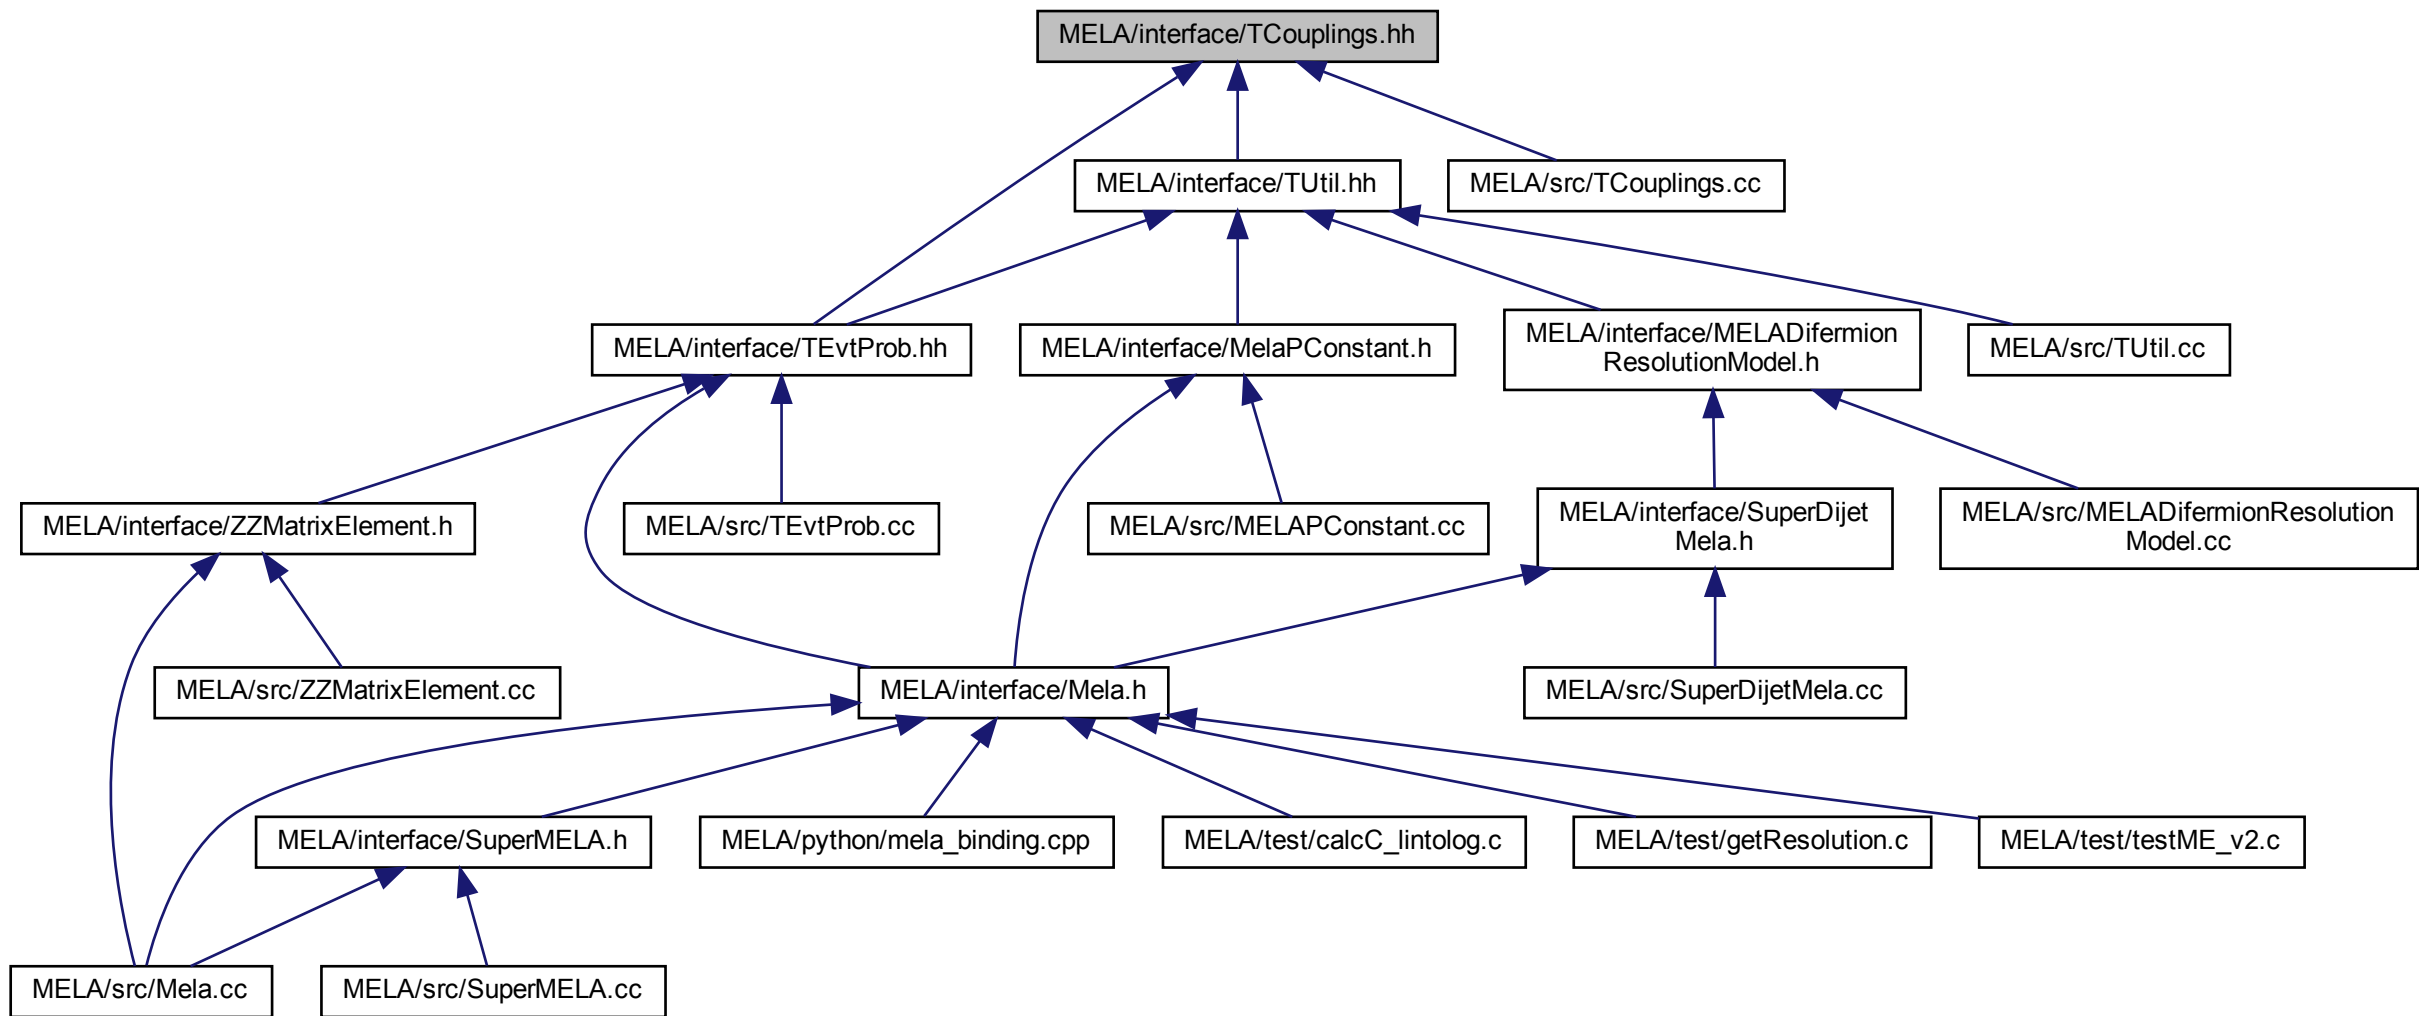 MELA/interface/TCouplings.hh
MELA/interface/TUtil.hh
MELA/src/TCouplings.cc
MELA/interface/TEvtProb.hh
MELA/interface/MelaPConstant.h
MELA/interface/MELADifermion
ResolutionModel.h
MELA/src/TUtil.cc
MELA/interface/ZZMatrixElement.h
MELA/src/TEvtProb.cc
MELA/src/MELAPConstant.cc
MELA/interface/SuperDijet
Mela.h
MELA/src/MELADifermionResolution
Model.cc
MELA/src/ZZMatrixElement.cc
MELA/interface/Mela.h
MELA/src/SuperDijetMela.cc
MELA/interface/SuperMELA.h
MELA/python/mela_binding.cpp
MELA/test/calcC_lintolog.c
MELA/test/getResolution.c
MELA/test/testME_v2.c
MELA/src/Mela.cc
MELA/src/SuperMELA.cc